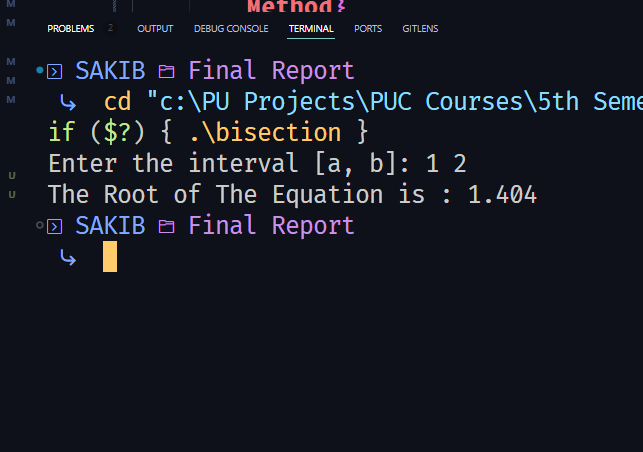 Method}
PROBLEMS 2 OUTPUT DEBUG CONSOLE TERMINAL PORTS GITLENS
M
M
SAKIB Final Report
M
M
cd "c:\PU Projects\PUC Courses\5th Seme
if ($?) { .\bisection }
Enter the interval [a, b]: 1 2
U
The Root of The Equation is : 1.404
U
SAKIB Final Report